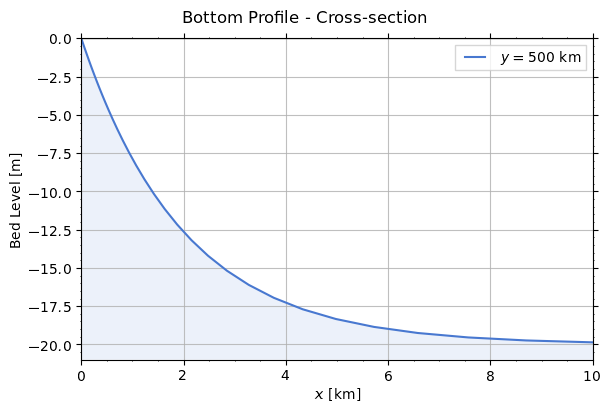 Bottom Profile - Cross-section
y = 500 km
Bed Level [m]
0.0
−2.5
−5.0
−7.5
−10.0
−12.5
−15.0
−17.5
−20.0
0 2 4 6 8 10
x [km]